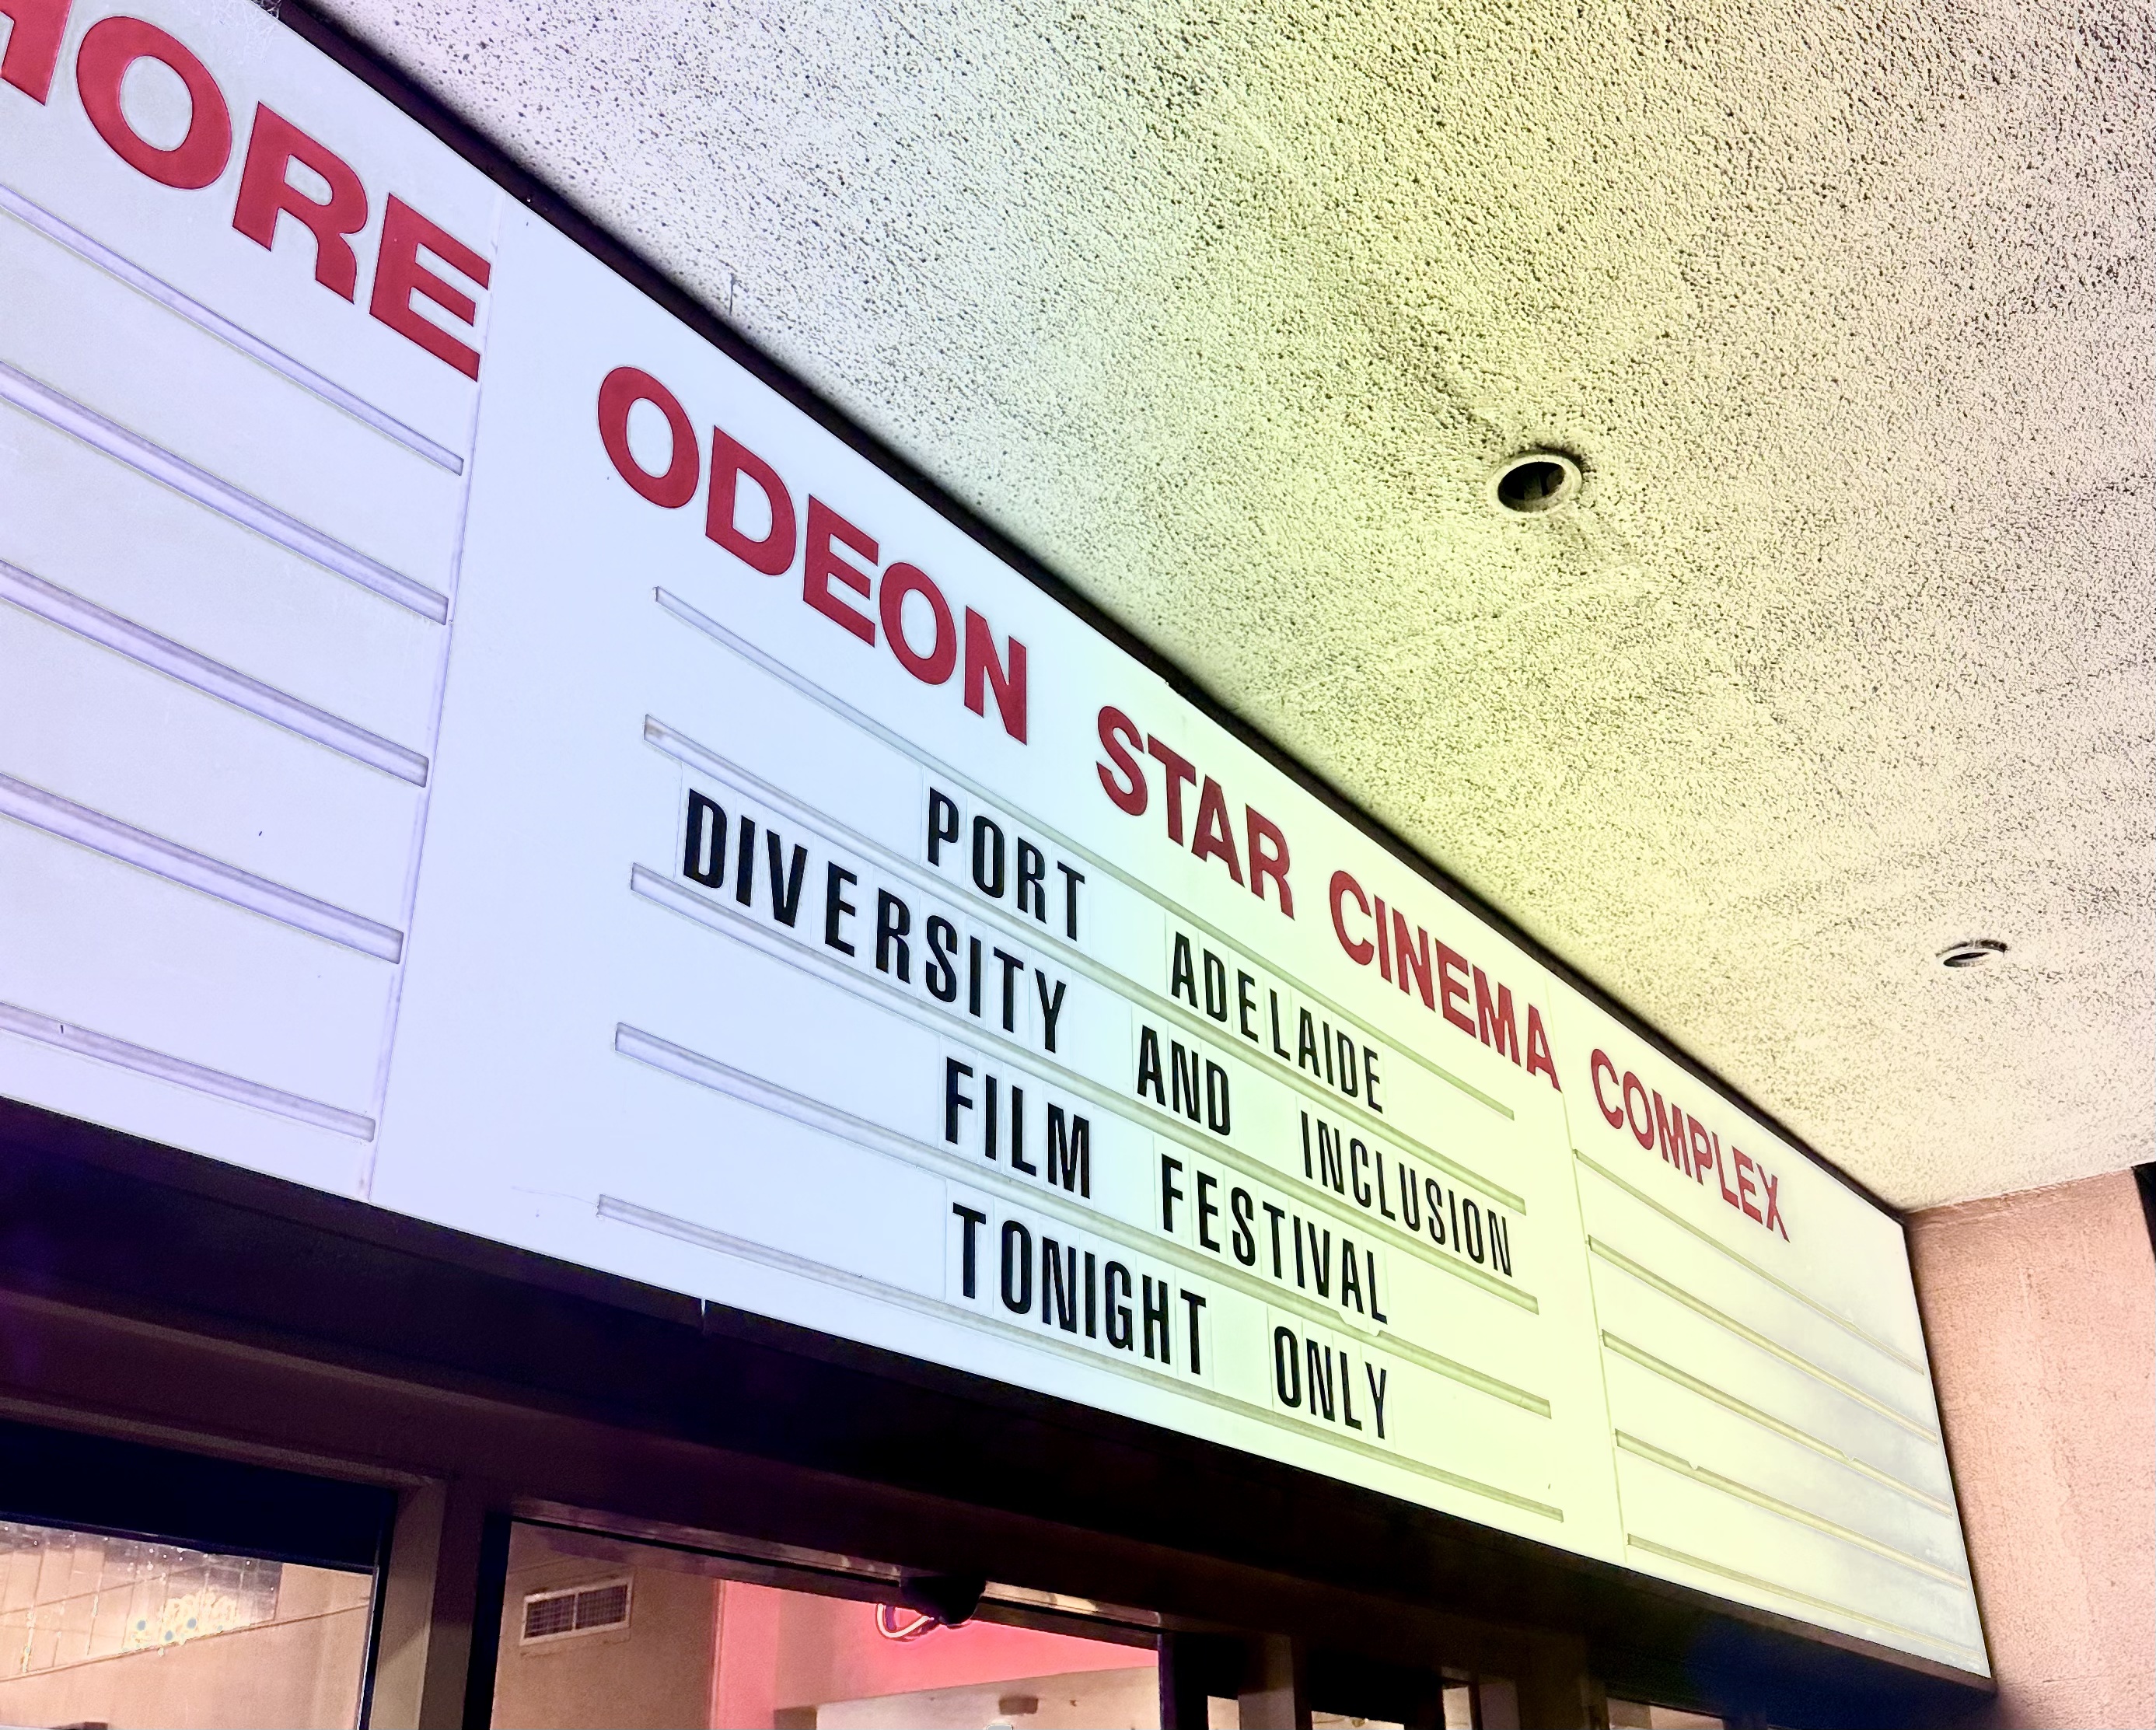 HORE ODEON STAR CINEMA COMPLEX
PORT ADELAIDE
DIVERSITY AND INCLUSION
FILM FESTIVAL
TONIGHT ONLY